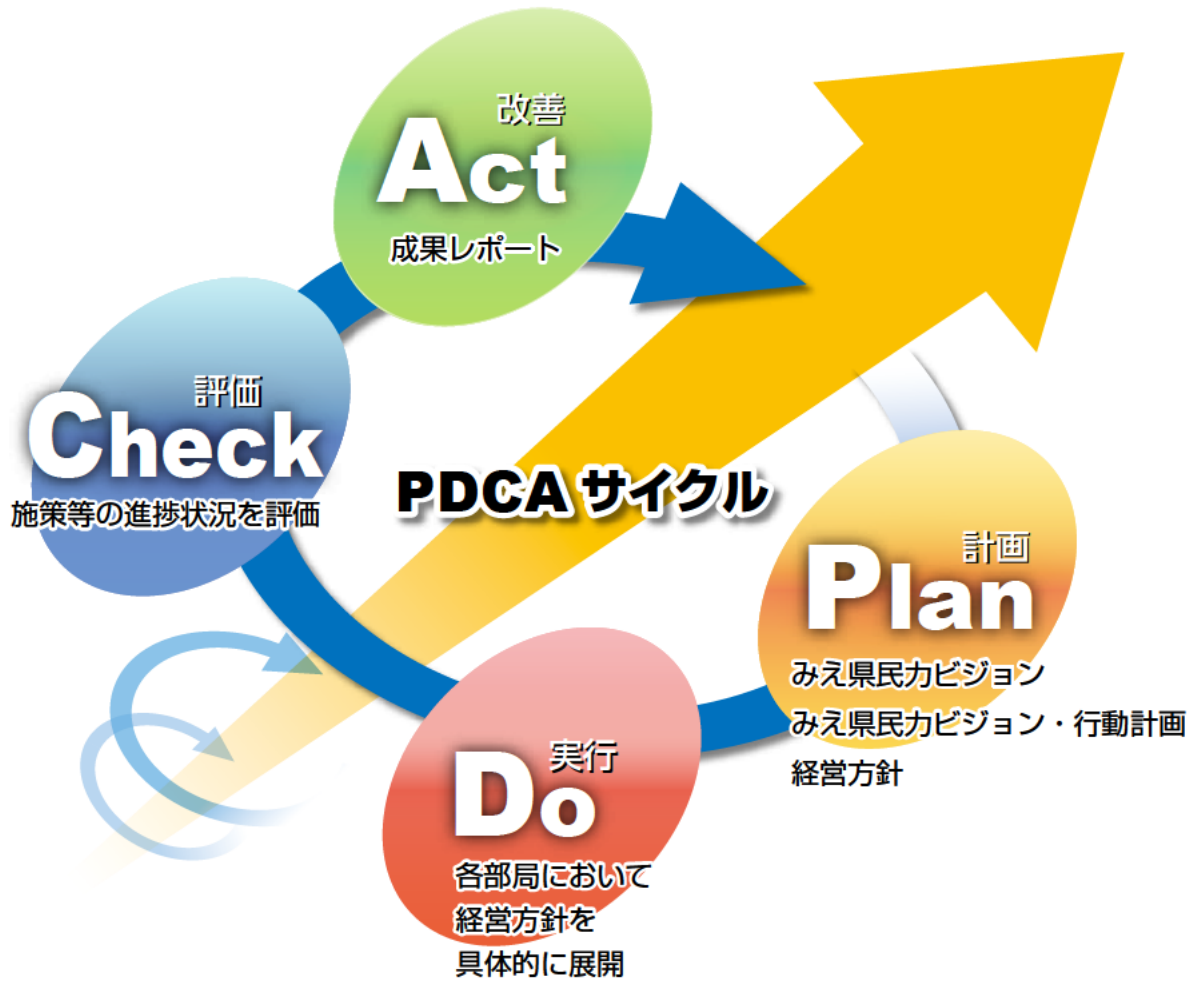 改善
Act
成果レポート
評価
Check
施策等の進捗状況を評価
PDCA サイクル
計画
Plan
みえ県民力ビジョン
みえ県民力ビジョン・行動計画
経営方針
実行
Do
各部局において
経営方針を
具体的に展開